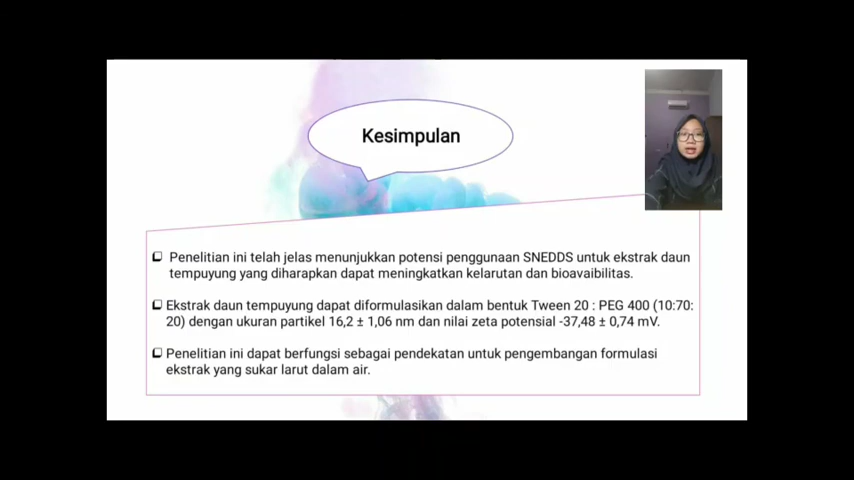 Kesimpulan
Penelitian ini telah jelas menunjukkan potensi penggunaan SNEDDS untuk ekstrak daun
tempuyung yang diharapkan dapat meningkatkan kelarutan dan bioavaibilitas.
Ekstrak daun tempuyung dapat diformulasikan dalam bentuk Tween 20 : PEG 400 (10:70:
20) dengan ukuran partikel 16,2 ± 1,06 nm dan nilai zeta potensial -37,48 ± 0,74 mV.
Penelitian ini dapat berfungsi sebagai pendekatan untuk pengembangan formulasi
ekstrak yang sukar larut dalam air.